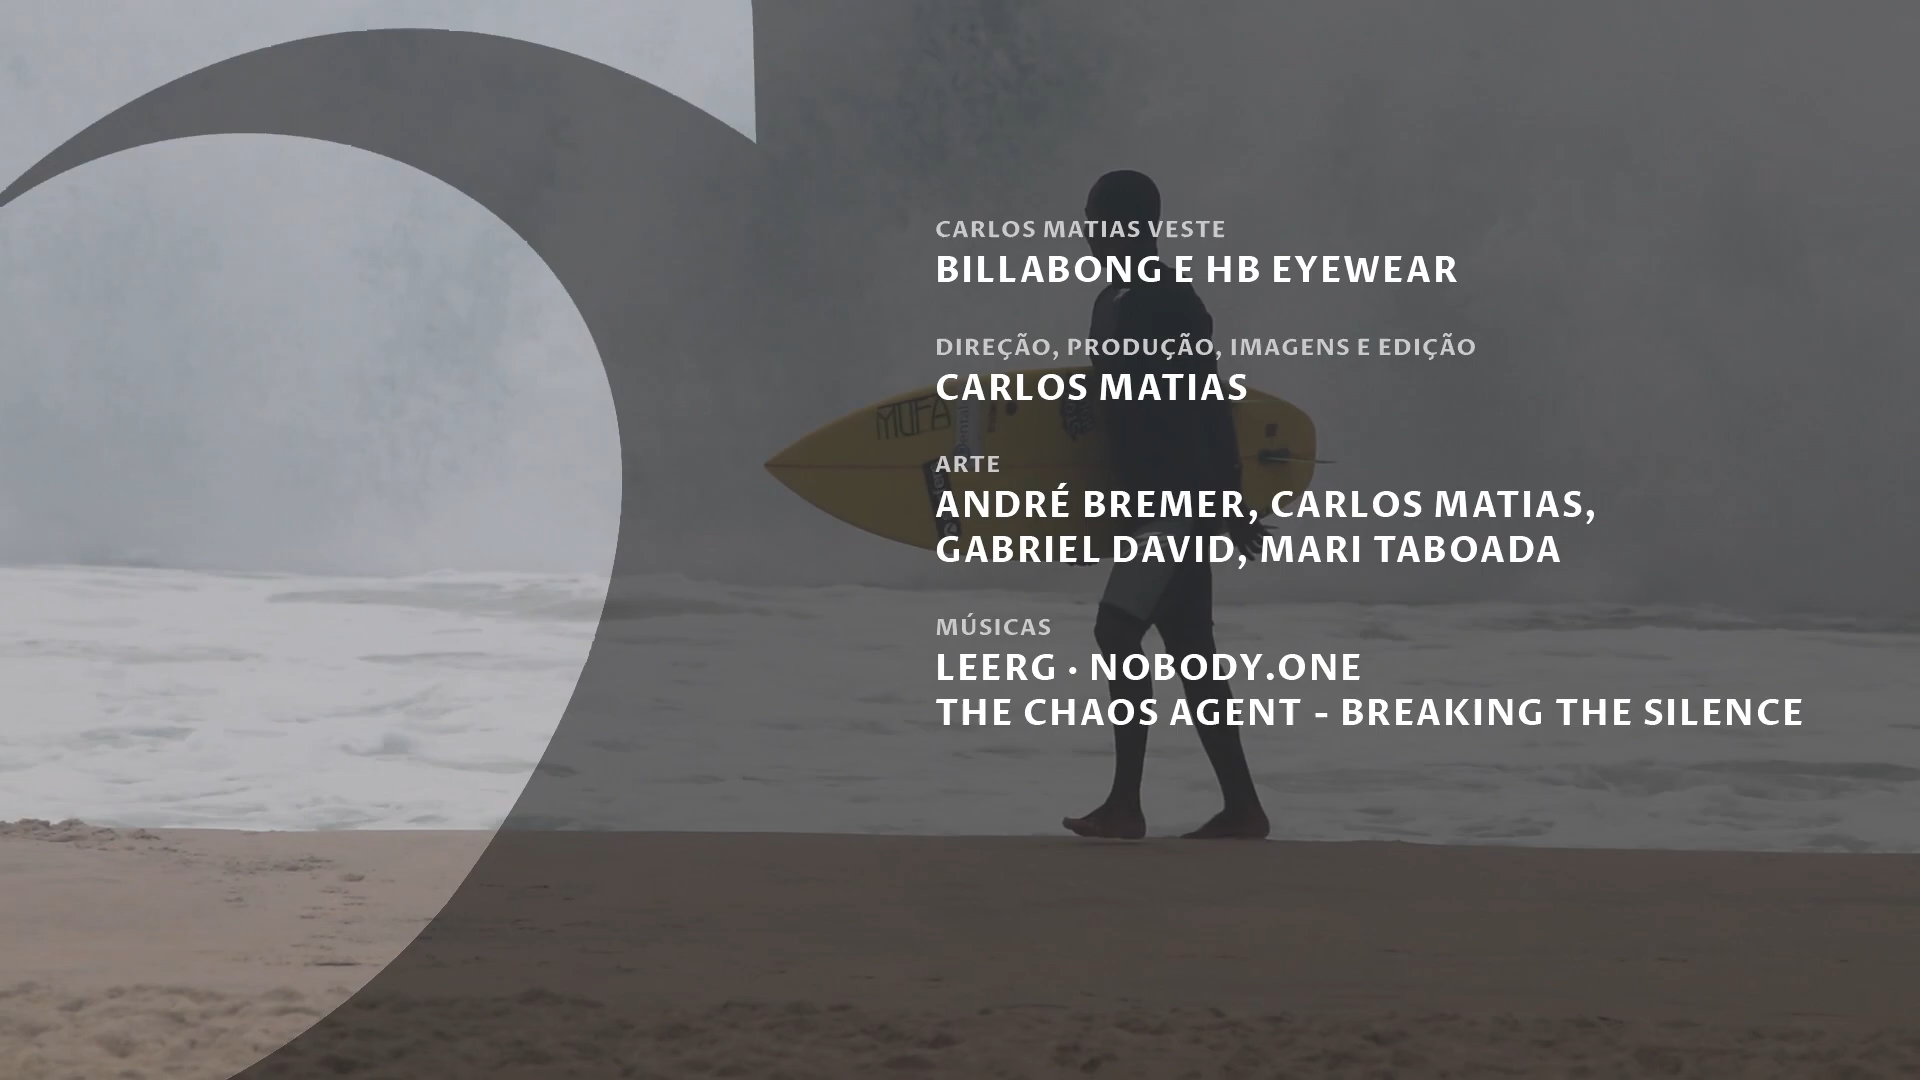 CARLOS MATIAS VESTE
BILLABONG E HB EYEWEAR
DIREÇÃO, PRODUÇÃO, IMAGENS E EDIÇÃO
CARLOS MATIAS
ARTE
ANDRÉ BREMER, CARLOS MATIAS,
GABRIEL DAVID, MARI TABOADA
MÚSICAS
LEERG · NOBODY.ONE
THE CHAOS AGENT - BREAKING THE SILENCE
MUFA